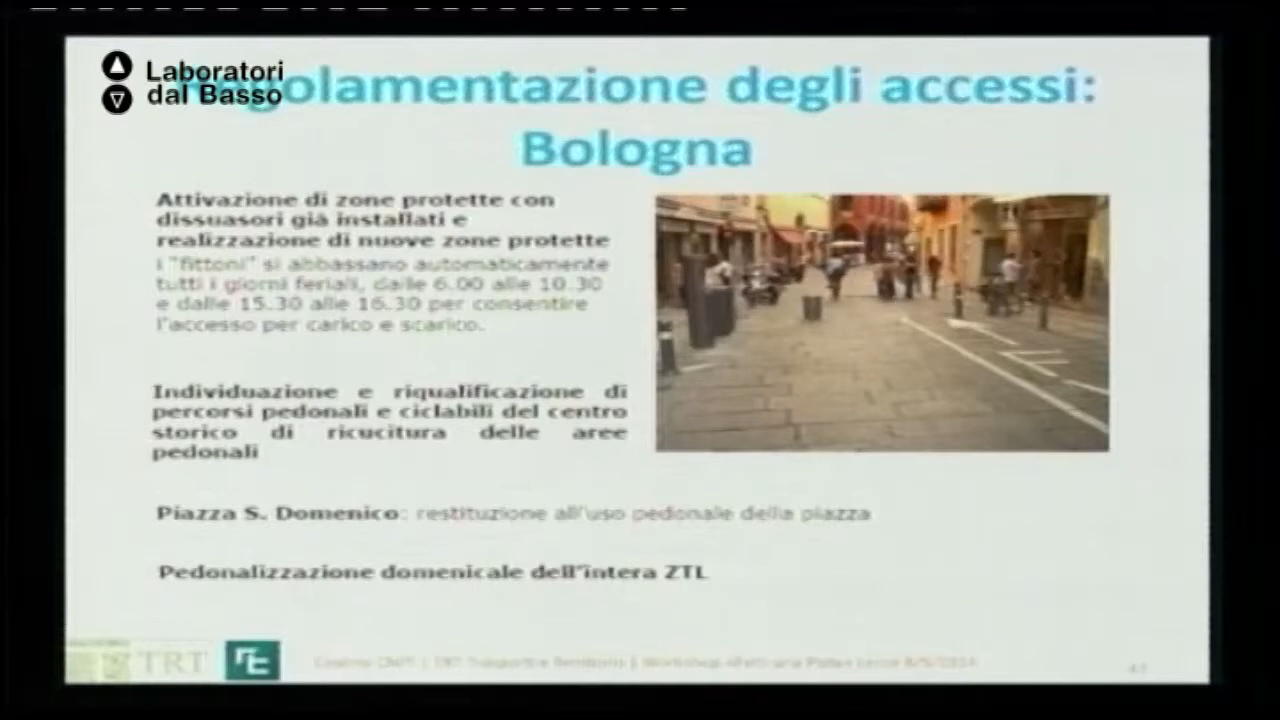 Laboratori
dal Basso
olamentazione degli accessi:
Bologna
Attivazione di zone protette con
dissuasori già installati e
realizzazione di nuove zone protette
i "fittoni" si abbassano automaticamente
tutti i giorni feriali, dalle 6.00 alle 10.30
e dalle 15.30 alle 16.30 per consentire
l'accesso per carico e scarico.
Individuazione e riqualificazione di
percorsi pedonali e ciclabili del centro
storico di ricucitura delle aree
pedonali
Piazza S. Domenico: restituzione all'uso pedonale della piazza
Pedonalizzazione domenicale dell'intera ZTL
TRT